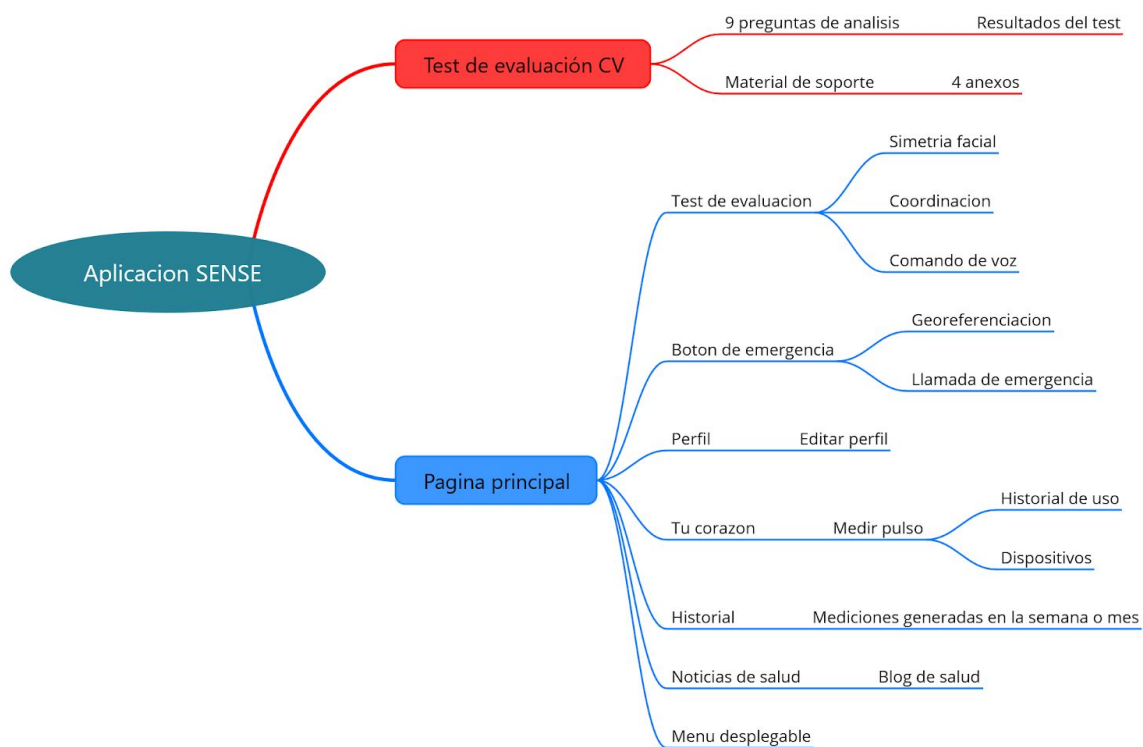 Aplicacion SENSE
Test de evaluación CV
9 preguntas de analisis
Resultados del test
Material de soporte
4 anexos
Pagina principal
Test de evaluacion
Simetria facial
Coordinacion
Comando de voz
Boton de emergencia
Georeferenciacion
Llamada de emergencia
Perfil
Editar perfil
Tu corazon
Medir pulso
Historial de uso
Dispositivos
Historial
Mediciones generadas en la semana o mes
Noticias de salud
Blog de salud
Menu desplegable